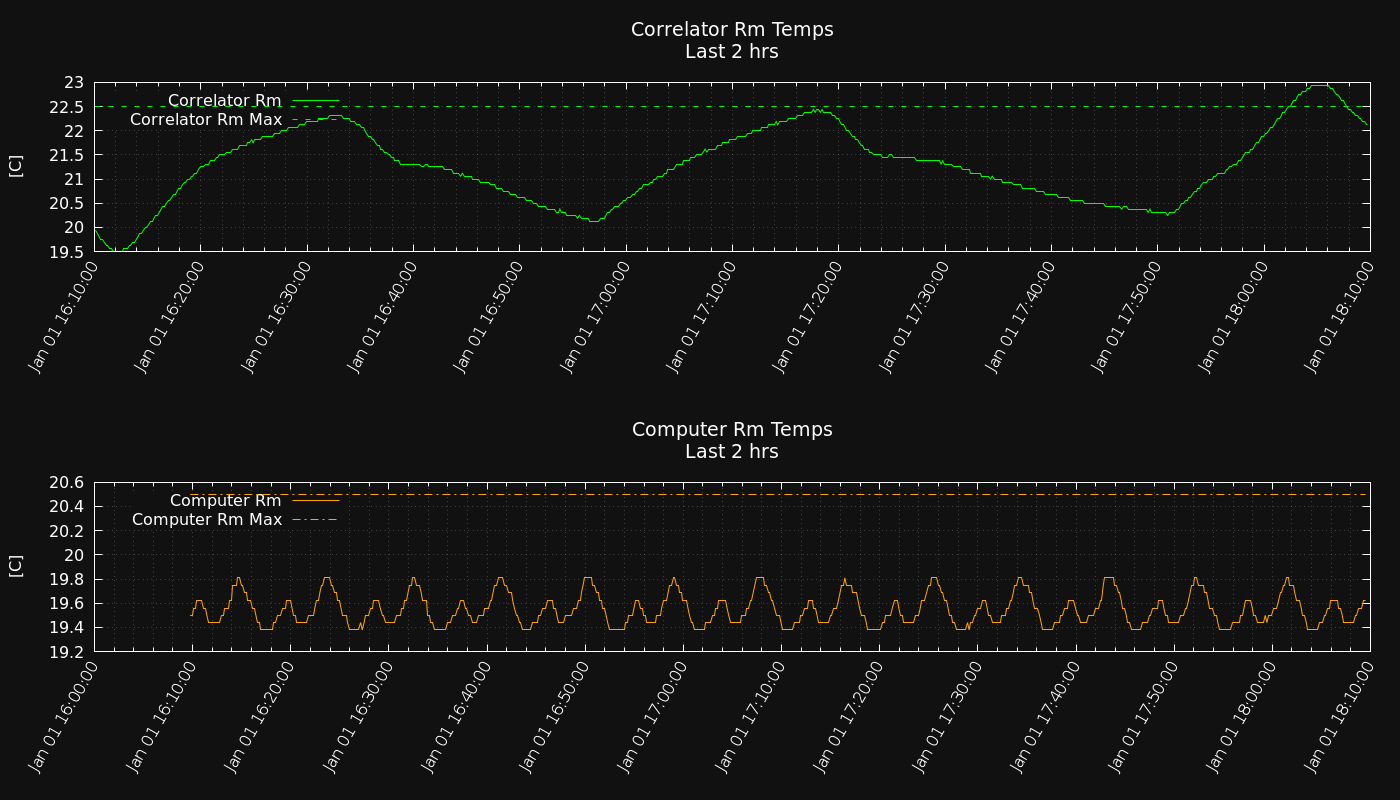 Correlator Rm Temps
Last 2 hrs
[C]
23
22.5
22
21.5
21
20.5
20
19.5
Correlator Rm
Correlator Rm Max
Jan 01 16:10:00
Jan 01 16:20:00
Jan 01 16:30:00
Jan 01 16:40:00
Jan 01 16:50:00
Jan 01 17:00:00
Jan 01 17:10:00
Jan 01 17:20:00
Jan 01 17:30:00
Jan 01 17:40:00
Jan 01 17:50:00
Jan 01 18:00:00
Jan 01 18:10:00
Computer Rm Temps
Last 2 hrs
[C]
20.6
20.4
20.2
20
19.8
19.6
19.4
19.2
Computer Rm
Computer Rm Max
Jan 01 16:00:00
Jan 01 16:10:00
Jan 01 16:20:00
Jan 01 16:30:00
Jan 01 16:40:00
Jan 01 16:50:00
Jan 01 17:00:00
Jan 01 17:10:00
Jan 01 17:20:00
Jan 01 17:30:00
Jan 01 17:40:00
Jan 01 17:50:00
Jan 01 18:00:00
Jan 01 18:10:00